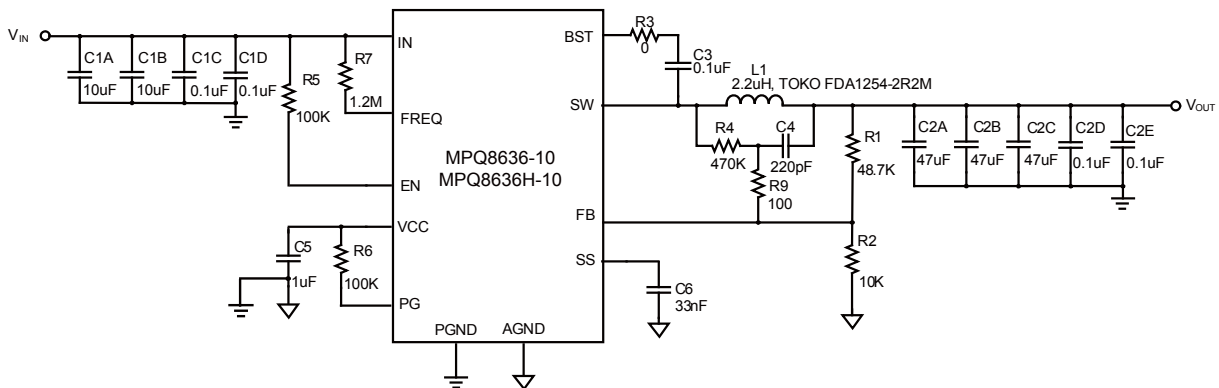 VIN
C1A
10uF
C1B
10uF
C1C
0.1uF
C1D
0.1uF
R5
100K
R7
1.2M
IN
FREQ
EN
VCC
PG
PGND
AGND
MPQ8636-10
MPQ8636H-10
BST
SW
FB
SS
C5
1uF
R6
100K
R3
0
C3
0.1uF
L1
2.2uH, TOKO FDA1254-2R2M
R4
470K
C4
220pF
R9
100
R1
48.7K
R2
10K
C6
33nF
C2A
47uF
C2B
47uF
C2C
47uF
C2D
0.1uF
C2E
0.1uF
VOUT